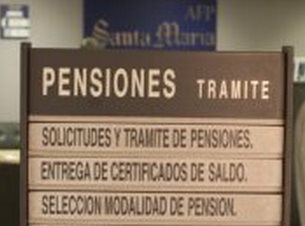 AFP
Santa Maria
PENSIONES TRAMITE
SOLICITUDES Y TRAMITE DE PENSIONES.
ENTREGA DE CERTIFICADOS DE SALDO.
SELECCION MODALIDAD DE PENSION.